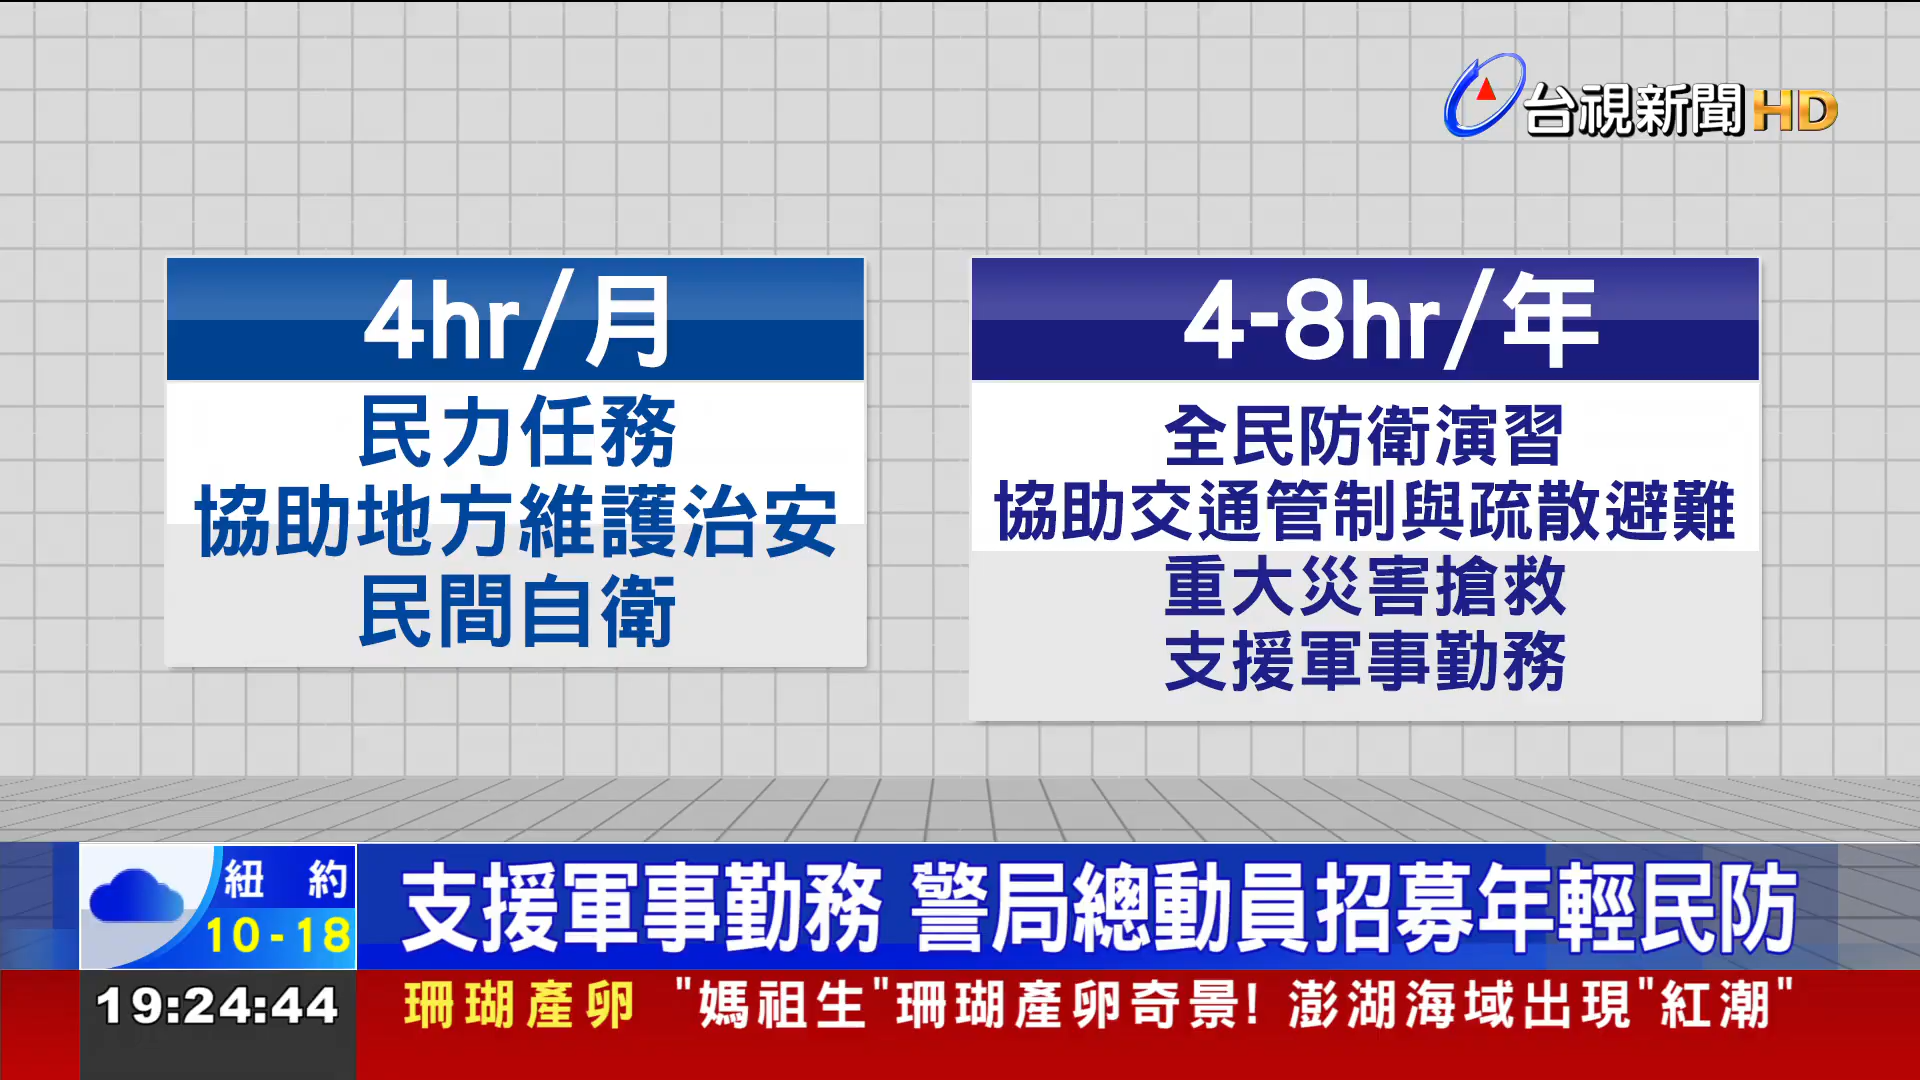 台視新聞HD
4hr/月
民力任務
協助地方維護治安
民間自衛
4-8hr/年
全民防衛演習
協助交通管制與疏散避難
重大災害搶救
支援軍事勤務
紐約
10-18
支援軍事勤務 警局總動員招募年輕民防
19:24:44
珊瑚產卵 "媽祖生"珊瑚產卵奇景! 澎湖海域出現"紅潮"